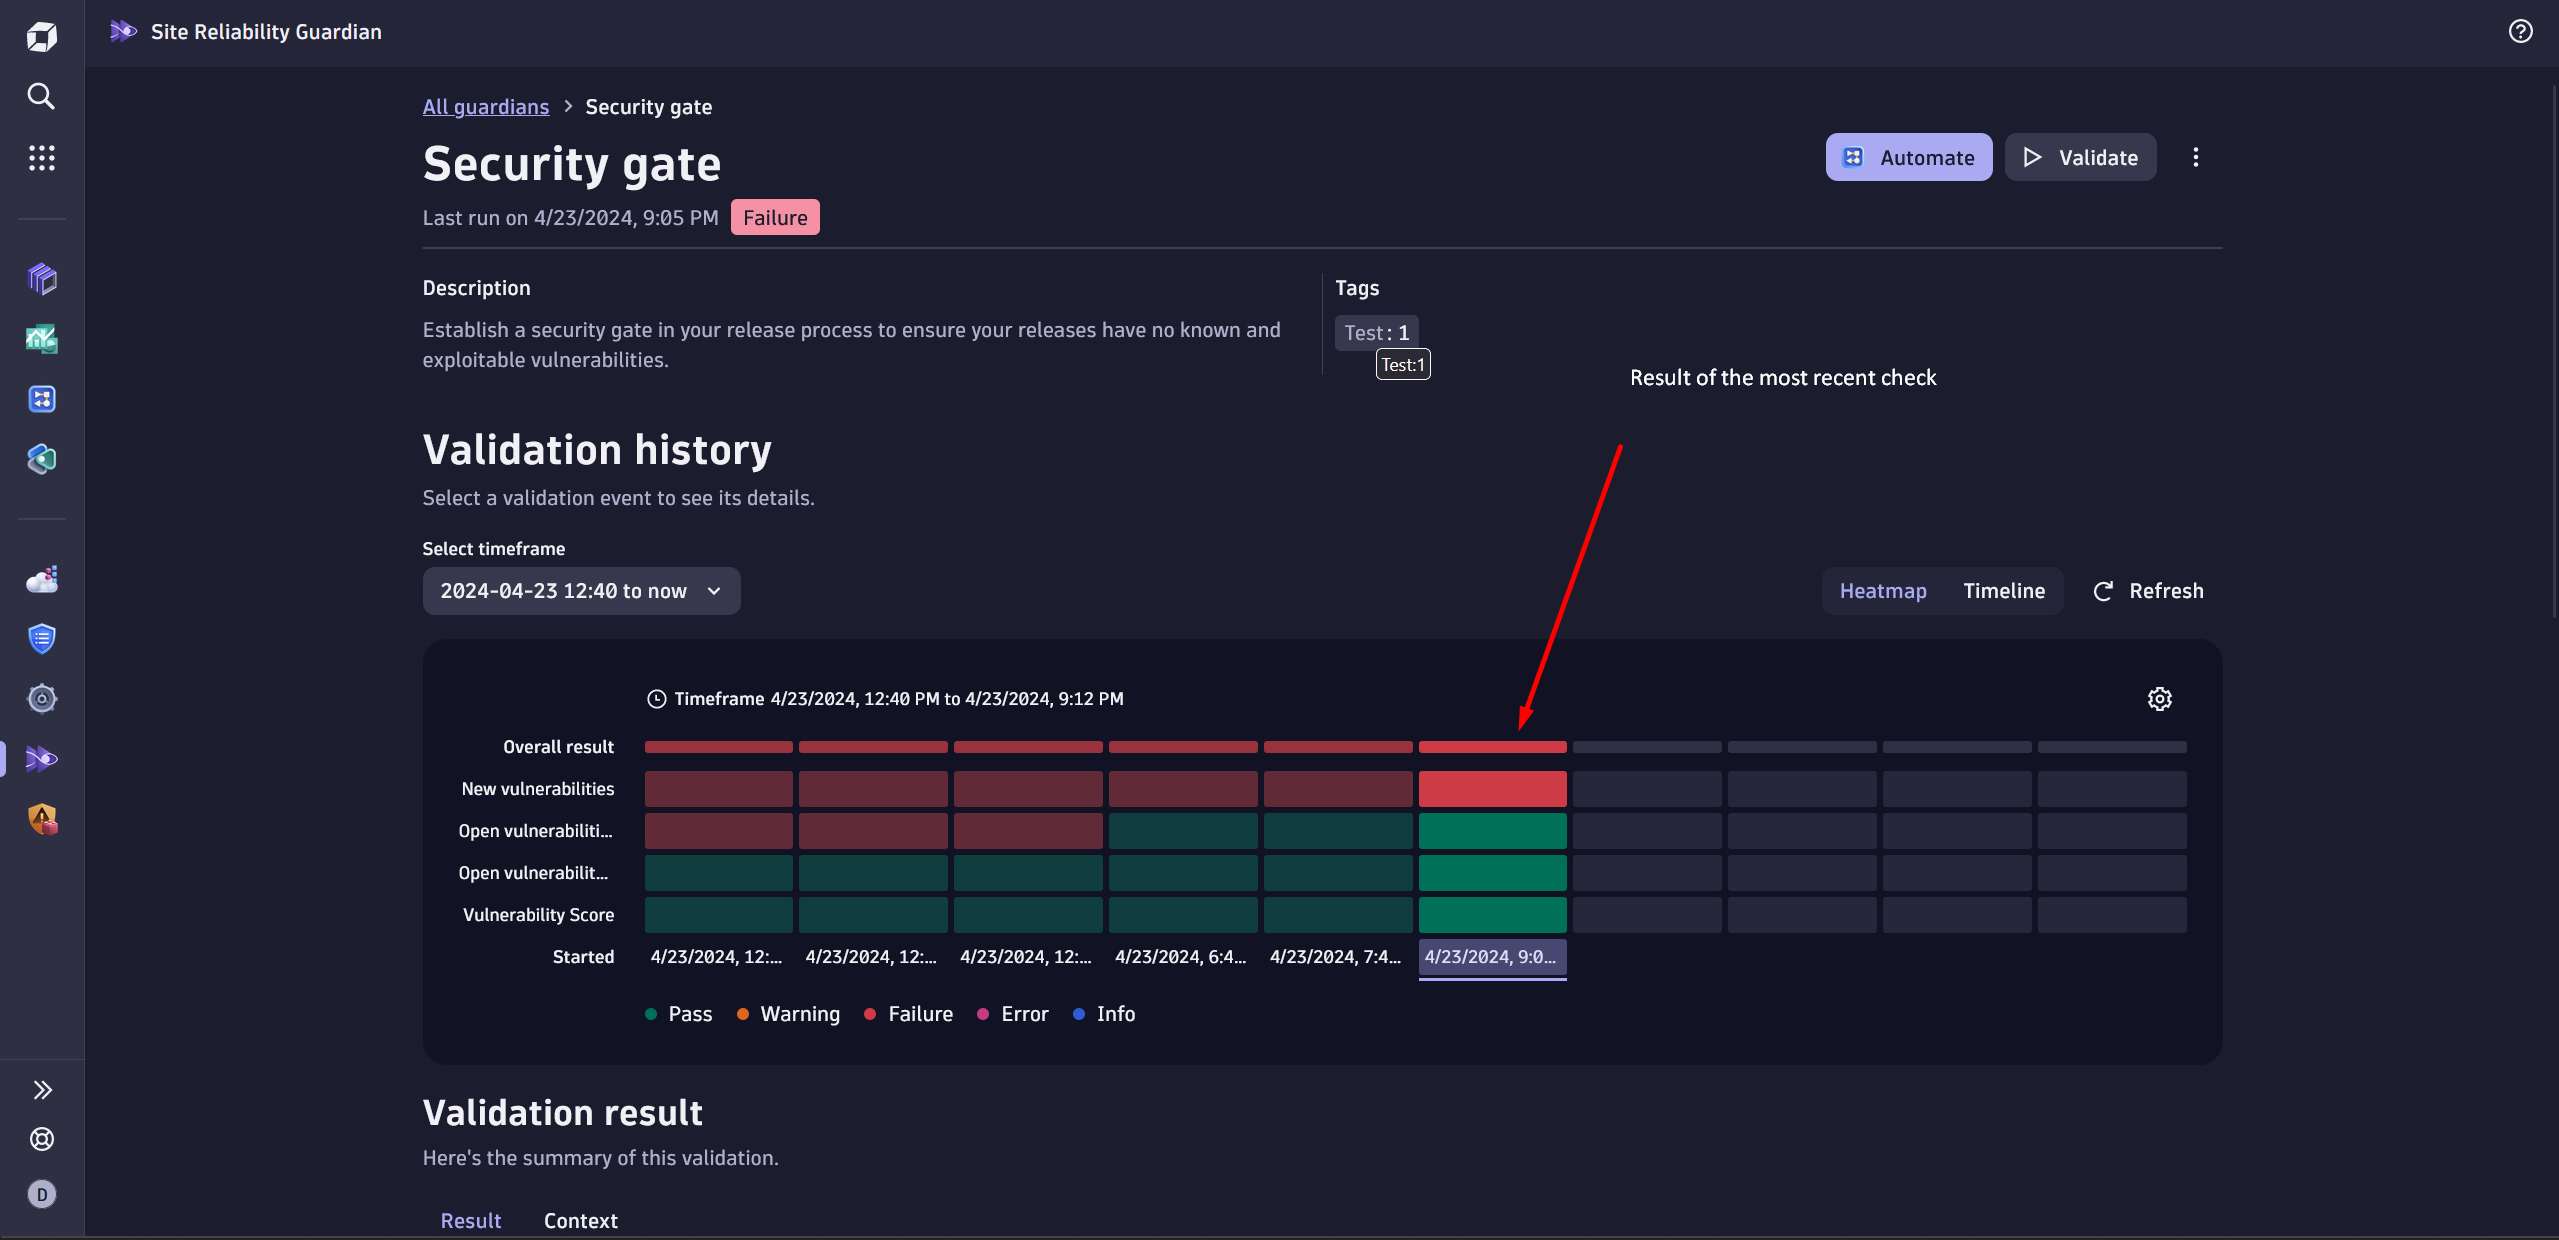 Site Reliability Guardian
All guardians > Security gate
Security gate
Automate
Validate
Last run on 4/23/2024, 9:05 PM
Failure
Description
Establish a security gate in your release process to ensure your releases have no known and
exploitable vulnerabilities.
Tags
Test: 1
Test:1
Result of the most recent check
Validation history
Select a validation event to see its details.
Select timeframe
2024-04-23 12:40 to now
Heatmap
Timeline
Refresh
Timeframe 4/23/2024, 12:40 PM to 4/23/2024, 9:12 PM
Overall result
New vulnerabilities
Open vulnerabiliti...
Open vulnerabilit...
Vulnerability Score
Started
4/23/2024, 12:...
4/23/2024, 12:...
4/23/2024, 12:...
4/23/2024, 6:4...
4/23/2024, 7:4...
4/23/2024, 9:0...
Pass
Warning
Failure
Error
Info
Validation result
Here's the summary of this validation.
Result
Context
D